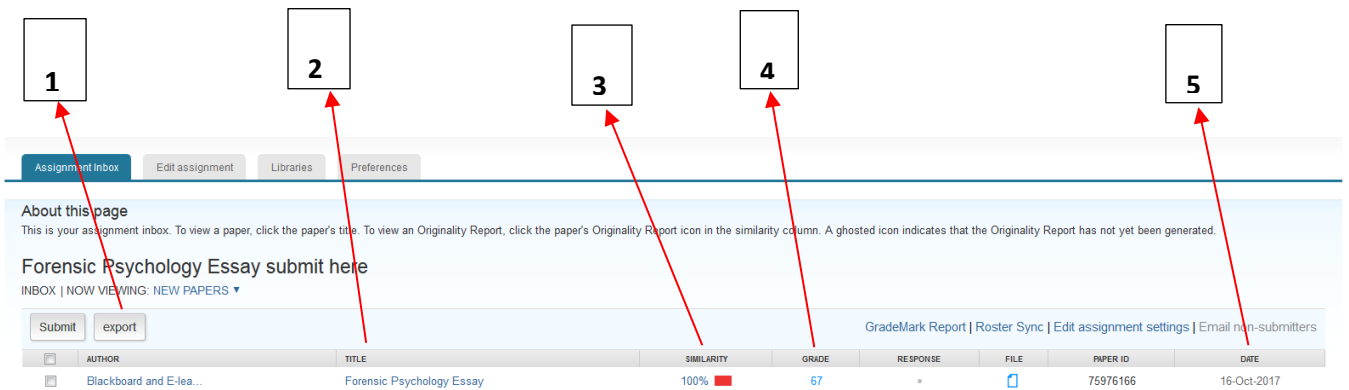 1 2 3 4 5
Assignment Inbox Edit assignment Libraries Preferences
About this page
This is your assignment inbox. To view a paper, click the paper's title. To view an Originality Report, click the paper's Originality Report icon in the similarity column. A ghosted icon indicates that the Originality Report has not yet been generated.
Forensic Psychology Essay submit here
INBOX | NOW VIEWING: NEW PAPERS ▼
Submit export GradeMark Report | Roster Sync | Edit assignment settings | Email non-submitters
AUTHOR TITLE SIMILARITY GRADE RESPONSE FILE PAPER ID DATE
Blackboard and E-lea... Forensic Psychology Essay 100% 67 75976166 16-Oct-2017